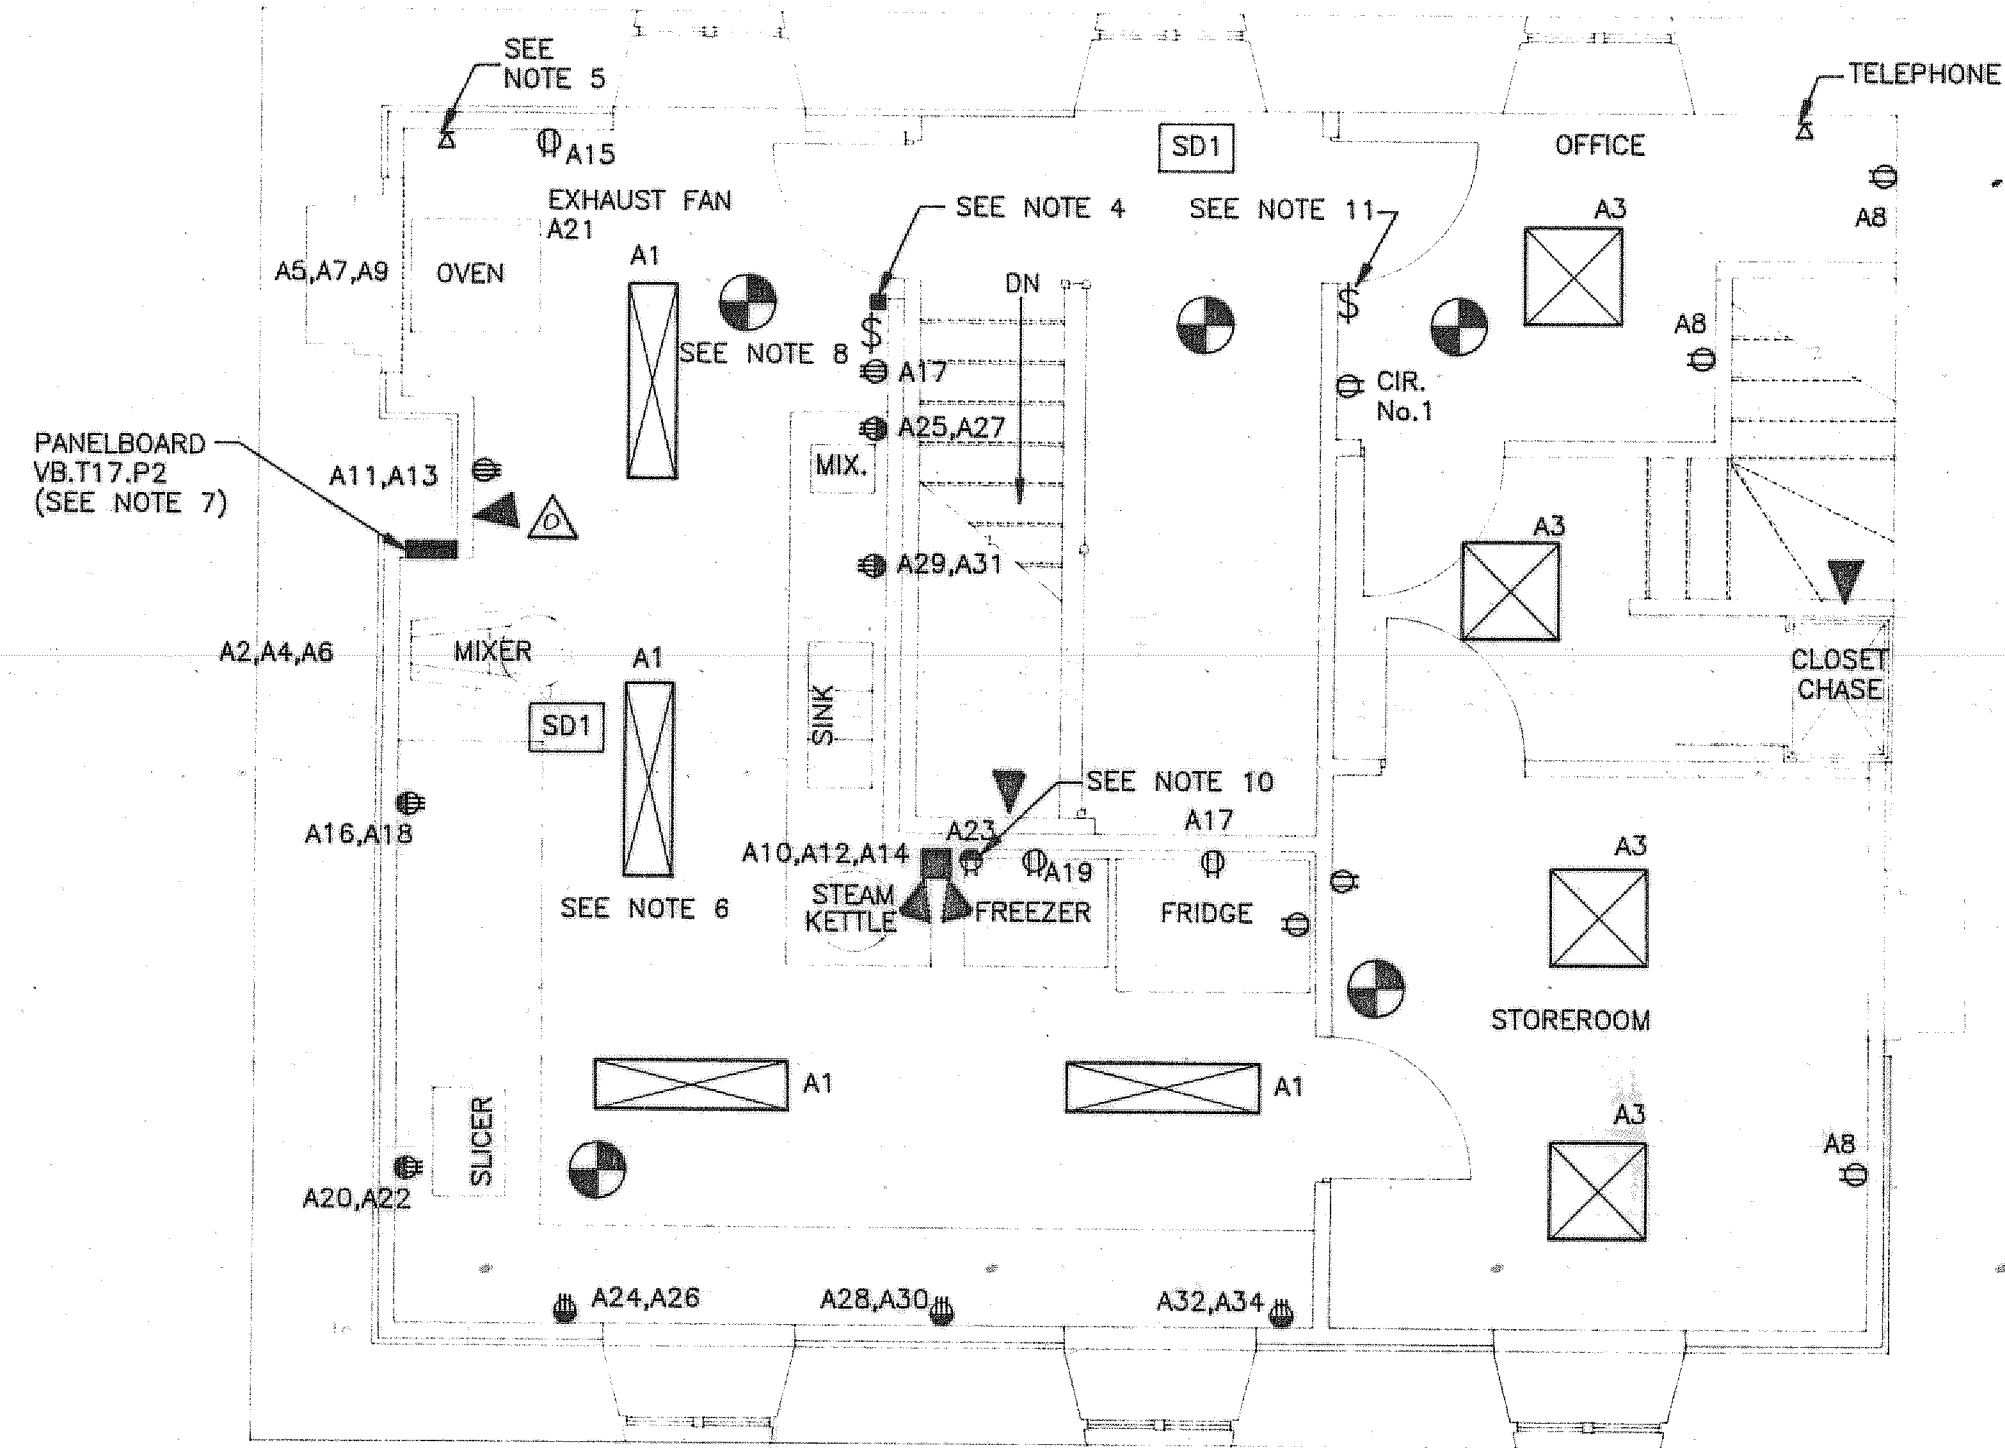 SEE
NOTE 5
TELEPHONE
A15
SD1
OFFICE
EXHAUST FAN
A21
SEE NOTE 4
SEE NOTE 11
A3
A8
A5,A7,A9
OVEN
A1
DN
SEE NOTE 8
A8
A17
CIR.
No.1
A25,A27
PANELBOARD
VB.T17.P2
(SEE NOTE 7)
A11,A13
MIX.
D
A3
A29,A31
A2,A4,A6
MIXER
A1
CLOSET
CHASE
SINK
SD1
SEE NOTE 10
A16,A18
A23
A17
A10,A12,A14
A19
A3
STEAM
KETTLE
FREEZER
FRIDGE
SEE NOTE 6
STOREROOM
A1
A1
SLICER
A3
A8
A20,A22
A24,A26
A28,A30
A32,A34